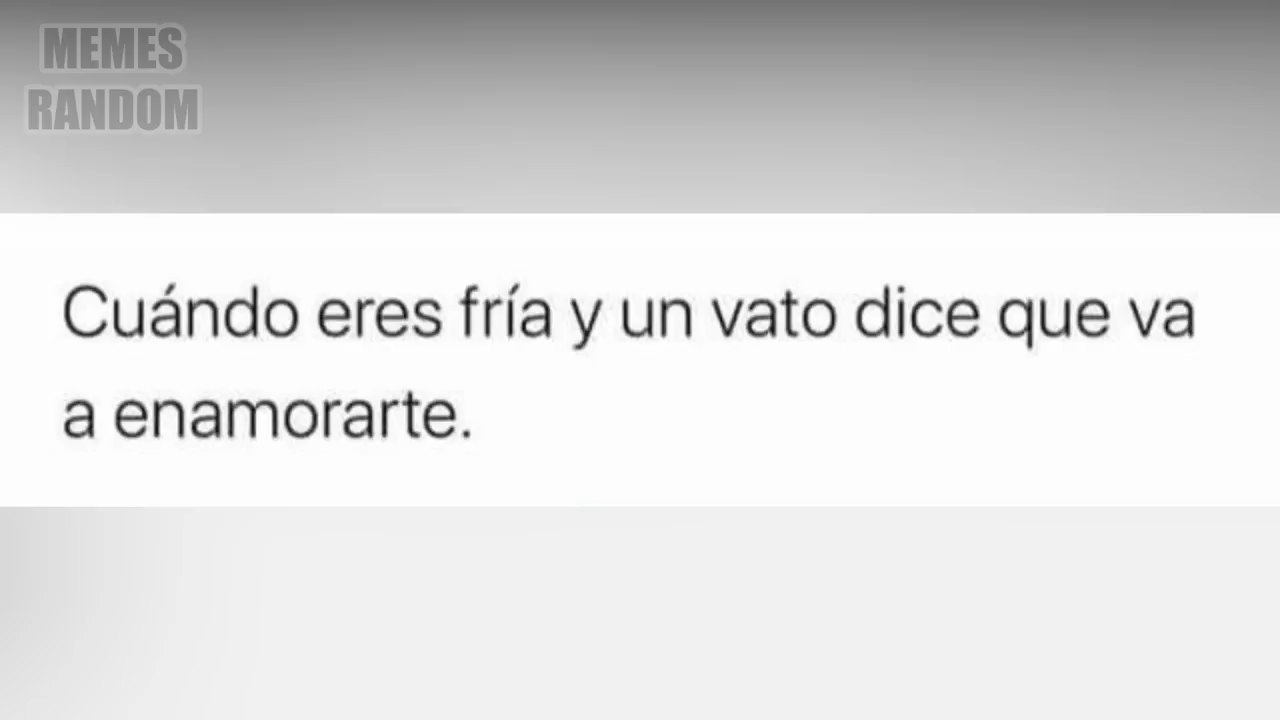 MEMES
RANDOM
Cuándo eres fría y un vato dice que va
a enamorarte.